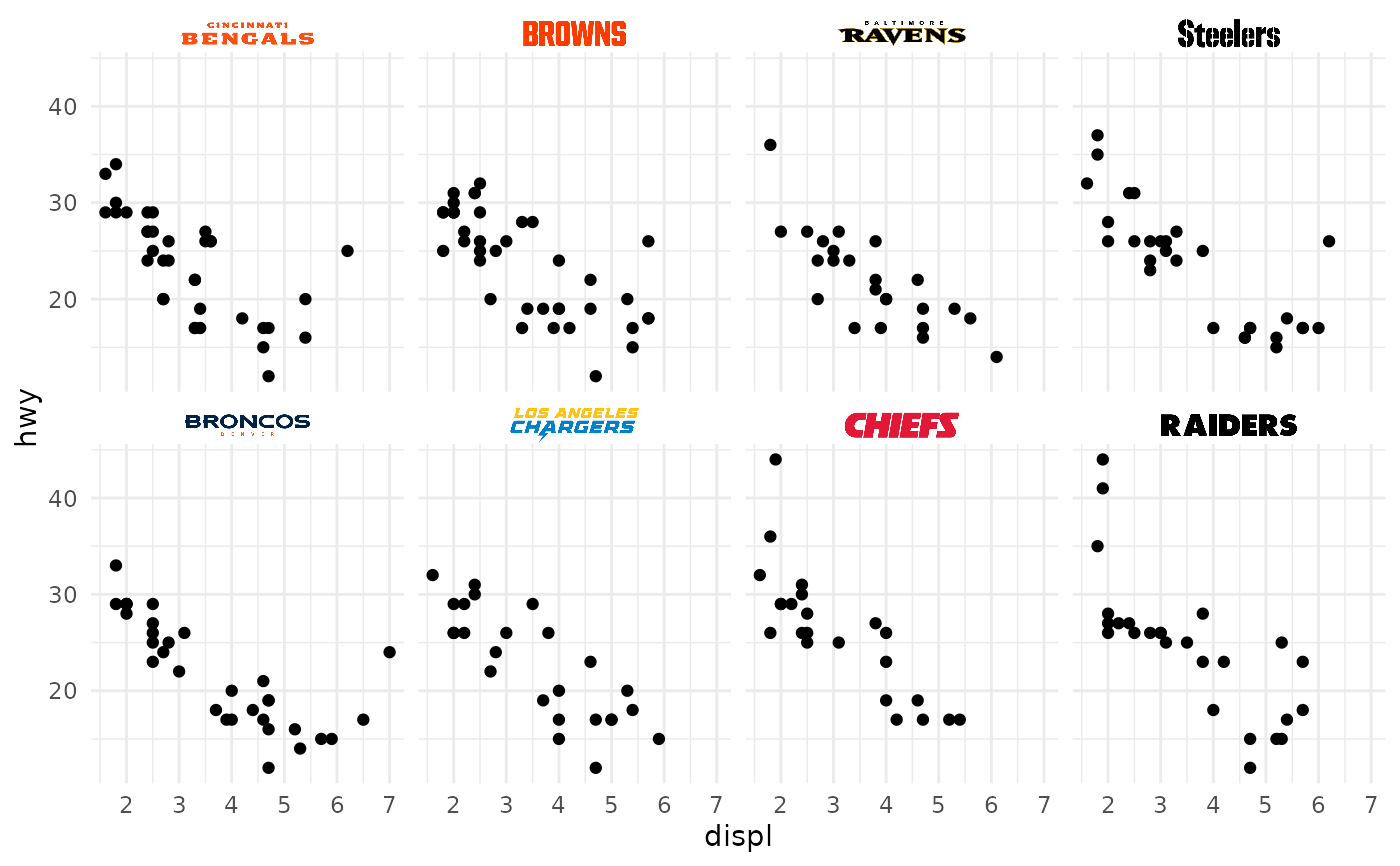 CINCINNATI
BENGALS
BROWNS
BALTIMORE
RAVENS
Steelers
40
30
20
hwy
BRONCOS
DENVER
LOS ANGELES
CHARGERS
CHIEFS
RAIDERS
40
30
20
2 3 4 5 6 7
2 3 4 5 6 7
2 3 4 5 6 7
2 3 4 5 6 7
displ